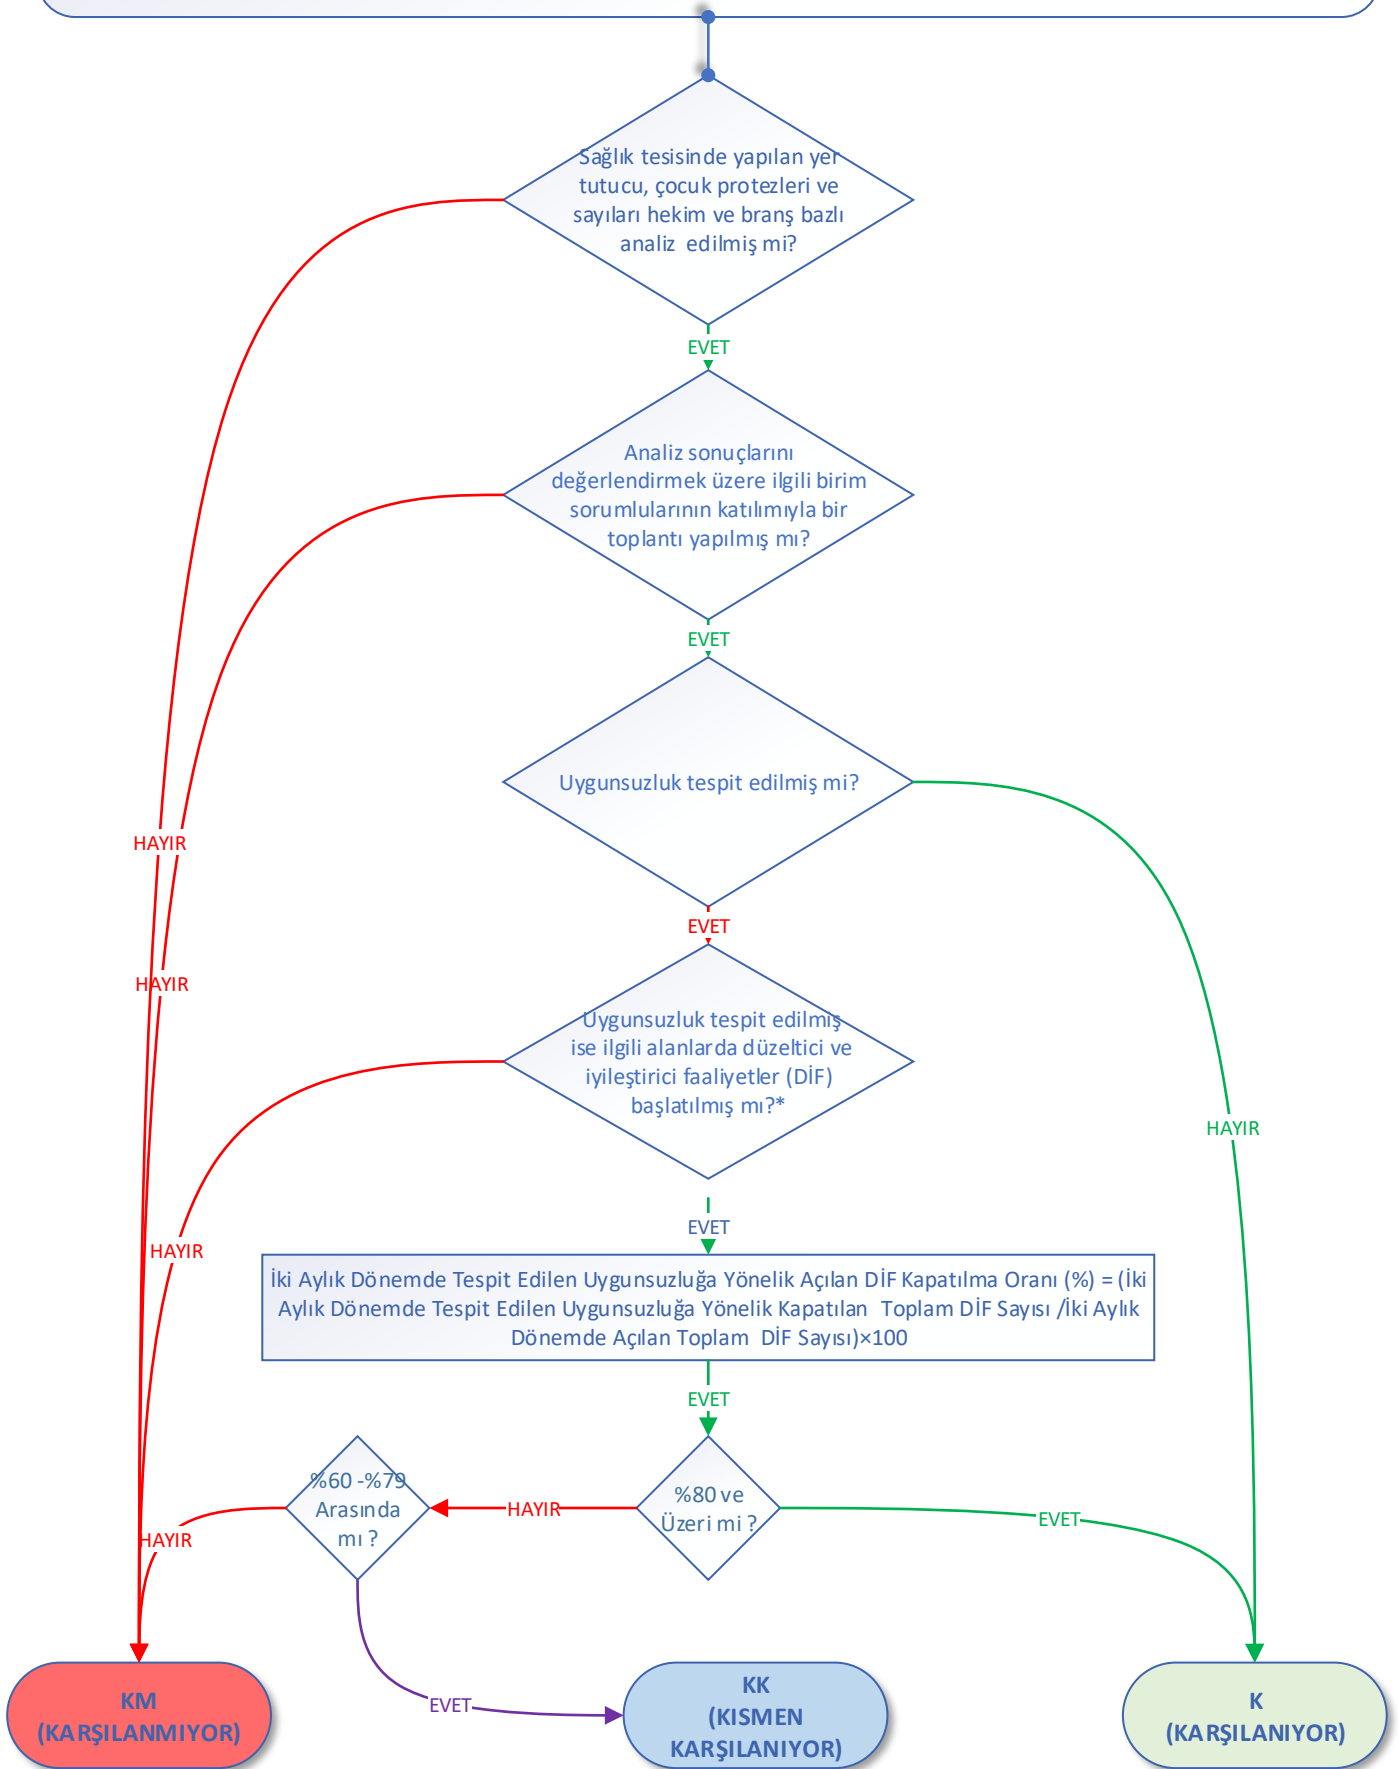 Sağlık tesisinde yapılan yer
tutucu, çocuk protezleri ve
sayıları hekim ve branş bazlı
analiz edilmiş mi?
EVET
Analiz sonuçlarını
değerlendirmek üzere ilgili birim
sorumlularının katılımıyla bir
toplantı yapılmış mı?
EVET
Uygunsuzluk tespit edilmiş mi?
HAYIR
EVET
HAYIR
Uygunsuzluk tespit edilmiş
ise ilgili alanlarda düzeltici ve
iyileştirici faaliyetler (DİF)
başlatılmış mı?*
HAYIR
EVET
HAYIR
İki Aylık Dönemde Tespit Edilen Uygunsuzluğa Yönelik Açılan DİF Kapatılma Oranı (%) = (İki
Aylık Dönemde Tespit Edilen Uygunsuzluğa Yönelik Kapatılan Toplam DİF Sayısı /İki Aylık
Dönemde Açılan Toplam DİF Sayısı)×100
EVET
%60 -%79
Arasında
mı ?
HAYIR
%80 ve
Üzeri mi ?
EVET
HAYIR
EVET
KM
(KARŞILANMIYOR)
KK
(KISMEN
KARŞILANIYOR)
K
(KARŞILANIYOR)